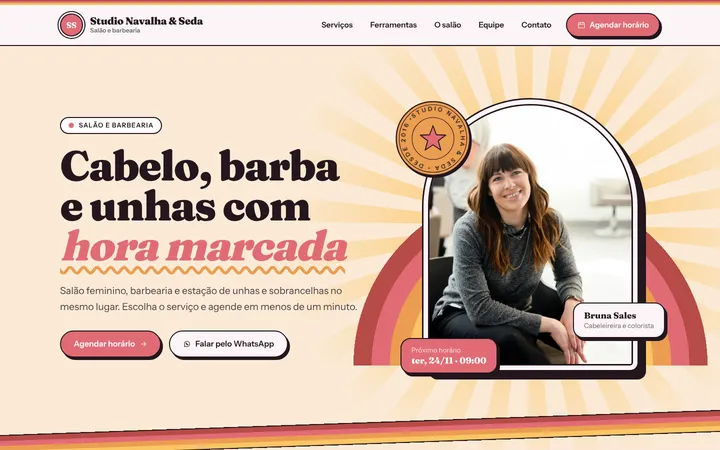 SS
Studio Navalha & Seda
Salão e barbearia
Serviços
Ferramentas
O salão
Equipe
Contato
Agendar horário
SALÃO E BARBEARIA
Cabelo, barba
e unhas com
hora marcada
Salão feminino, barbearia e estação de unhas e sobrancelhas no
mesmo lugar. Escolha o serviço e agende em menos de um minuto.
Agendar horário →
Falar pelo WhatsApp
STUDIO NAVALHA & SEDA • DESDE 2016 •
Bruna Sales
Cabeleireira e colorista
Próximo horário
ter, 24/11 · 09:00